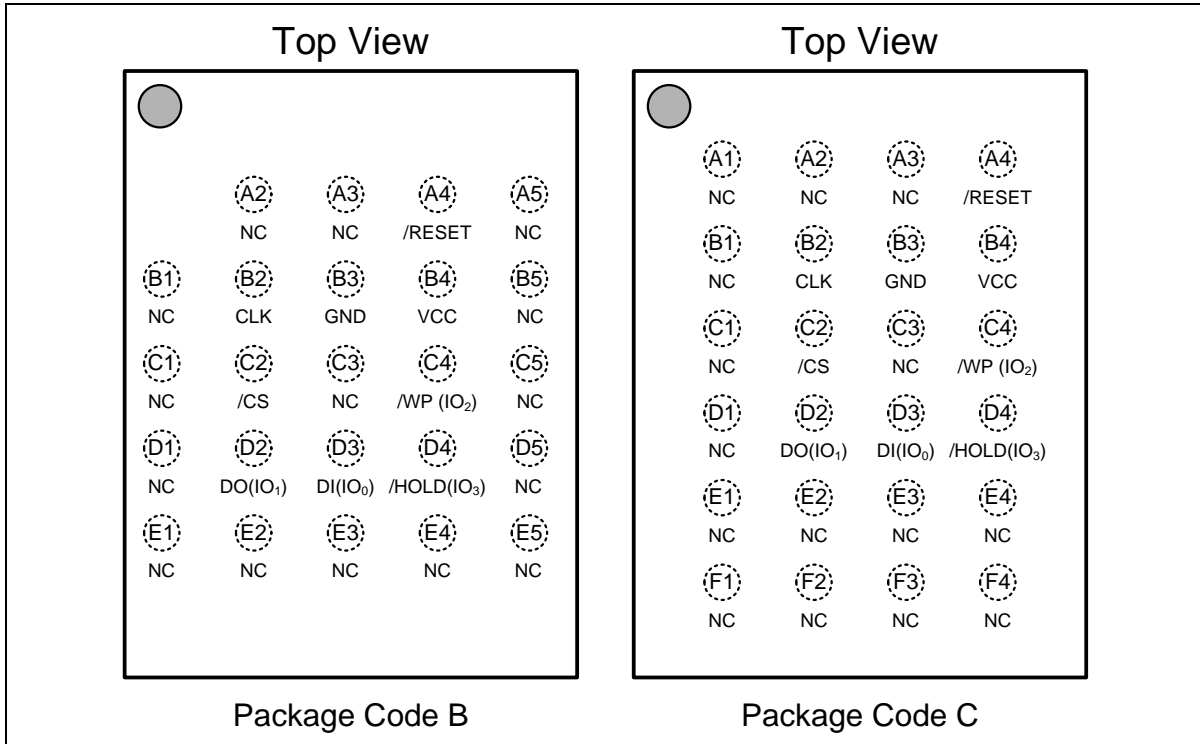 Top View
A2 A3 A4 A5
NC NC /RESET NC
B1 B2 B3 B4 B5
NC CLK GND VCC NC
C1 C2 C3 C4 C5
NC /CS NC /WP (IO₂) NC
D1 D2 D3 D4 D5
NC DO(IO₁) DI(IO₀) /HOLD(IO₃) NC
E1 E2 E3 E4 E5
NC NC NC NC NC
Package Code B
Top View
A1 A2 A3 A4
NC NC NC /RESET
B1 B2 B3 B4
NC CLK GND VCC
C1 C2 C3 C4
NC /CS NC /WP (IO₂)
D1 D2 D3 D4
NC DO(IO₁) DI(IO₀) /HOLD(IO₃)
E1 E2 E3 E4
NC NC NC NC
F1 F2 F3 F4
NC NC NC NC
Package Code C